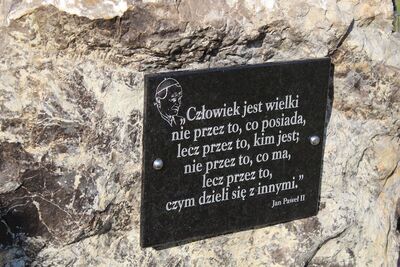 „Człowiek jest wielki
nie przez to, co posiada,
lecz przez to, kim jest;
nie przez to, co ma,
lecz przez to,
czym dzieli się z innymi."
Jan Paweł II